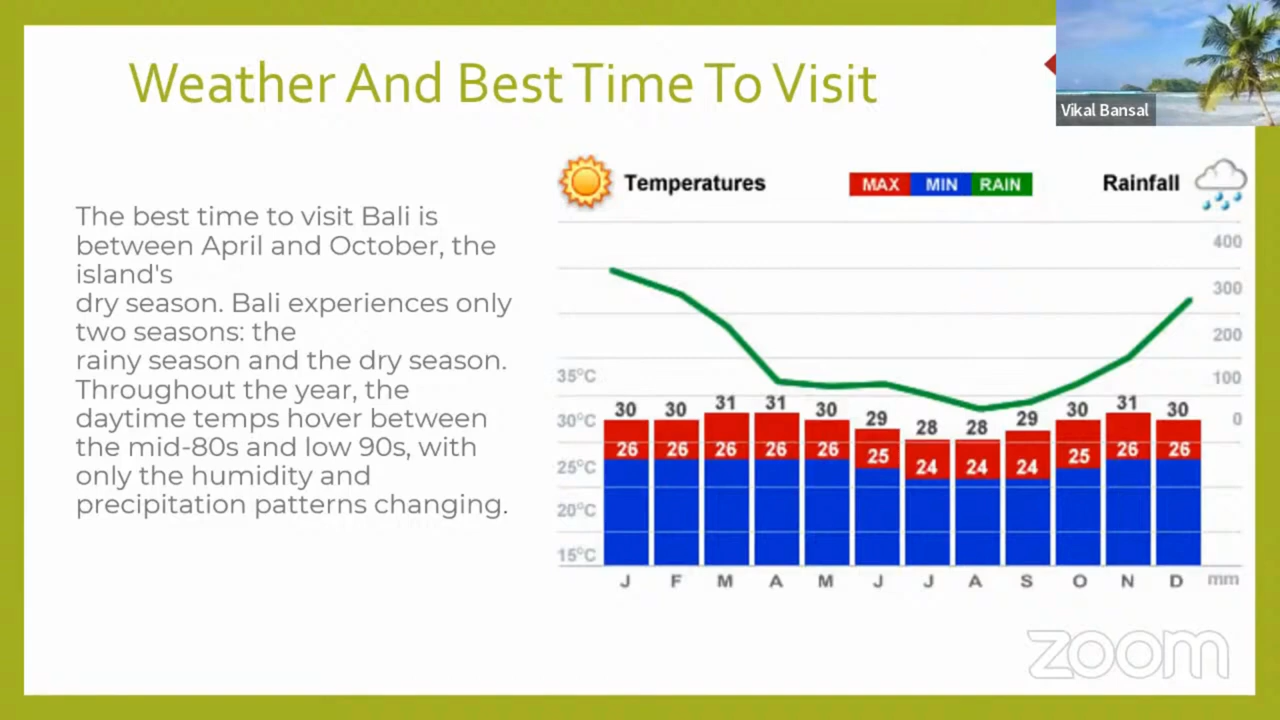 Weather And Best Time To Visit
Vikal Bansal
The best time to visit Bali is
between April and October, the
island's
dry season. Bali experiences only
two seasons: the
rainy season and the dry season.
Throughout the year, the
daytime temps hover between
the mid-80s and low 90s, with
only the humidity and
precipitation patterns changing.
Temperatures MAX MIN RAIN Rainfall
400
300
200
35°C 100
30 30 31 31 30 29 28 28 29 30 31 30
30°C 0
26 26 26 26 26 25 24 24 24 25 26 26
25°C
20°C
15°C
J F M A M J J A S O N D mm
zoom